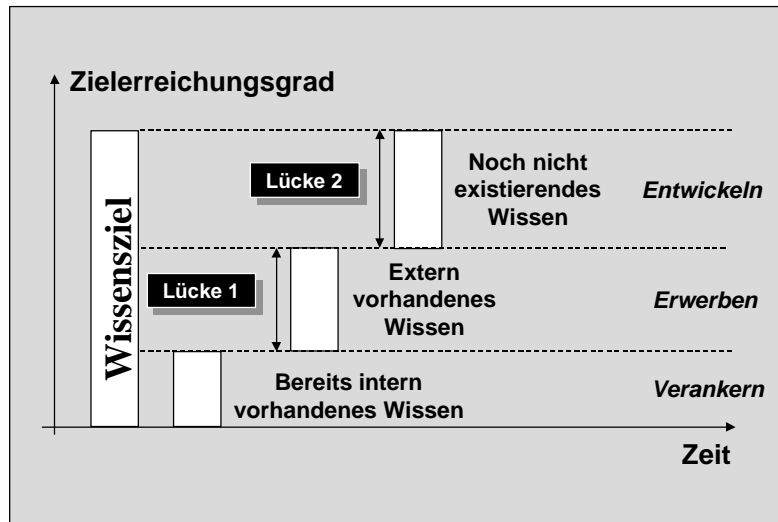 Zielerreichungsgrad
Wissensziel
Lücke 2
Noch nicht
existierendes
Wissen
Entwickeln
Lücke 1
Extern
vorhandenes
Wissen
Erwerben
Bereits intern
vorhandenes Wissen
Verankern
Zeit